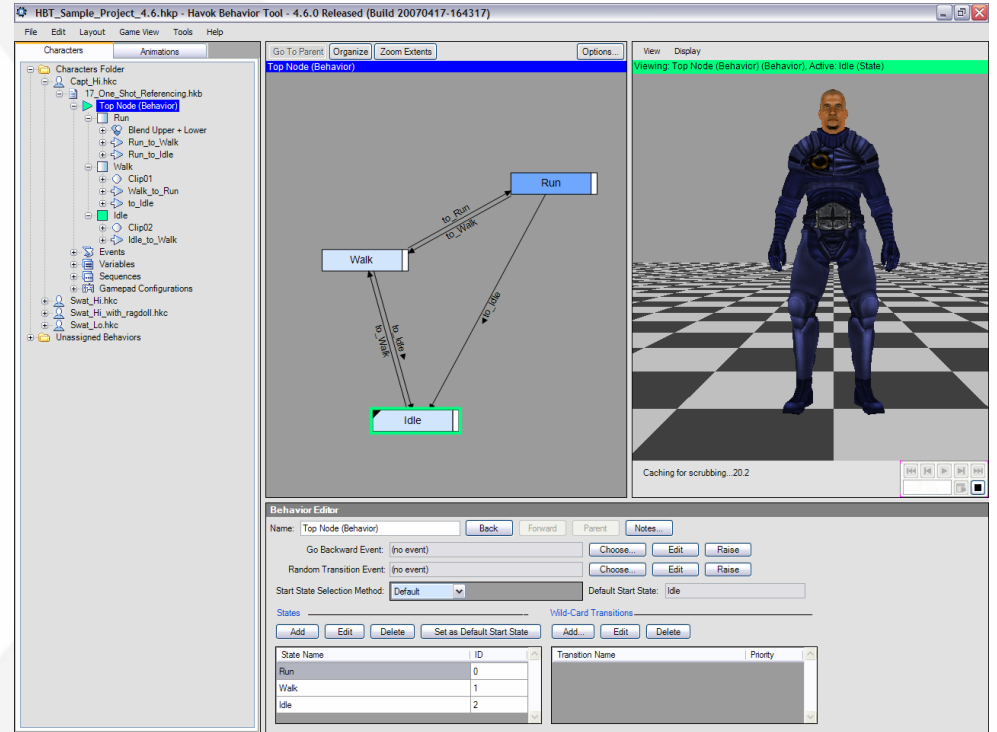 HBT_Sample_Project_4.6.hkp - Havok Behavior Tool - 4.6.0 Released (Build 20070417-164317)
File Edit Layout Game View Tools Help
Characters Animations
Characters Folder
Capt_Hi.hkc
17_One_Shot_Referencing.hkb
Top Node (Behavior)
Run
Blend Upper + Lower
Run_to_Walk
Run_to_Idle
Walk
Clip01
Walk_to_Run
to_Idle
Idle
Clip02
Idle_to_Walk
Events
Variables
Sequences
Gamepad Configurations
Swat_Hi.hkc
Swat_Hi_with_ragdoll.hkc
Swat_Lo.hkc
Unassigned Behaviors
Go To Parent Organize Zoom Extents Options...
Top Node (Behavior)
Run
to_Run
to_Walk
Walk
to_Idle
to_Idle
to_Walk
Idle
View Display
Viewing: Top Node (Behavior) (Behavior), Active: Idle (State)
Caching for scrubbing...20.2
Behavior Editor
Name: Top Node (Behavior) Back Forward Parent Notes...
Go Backward Event: (no event) Choose... Edit Raise
Random Transition Event: (no event) Choose... Edit Raise
Start State Selection Method: Default Default Start State: Idle
States Wild-Card Transitions
Add Edit Delete Set as Default Start State Add... Edit Delete
State Name ID Transition Name Priority
Run 0
Walk 1
Idle 2